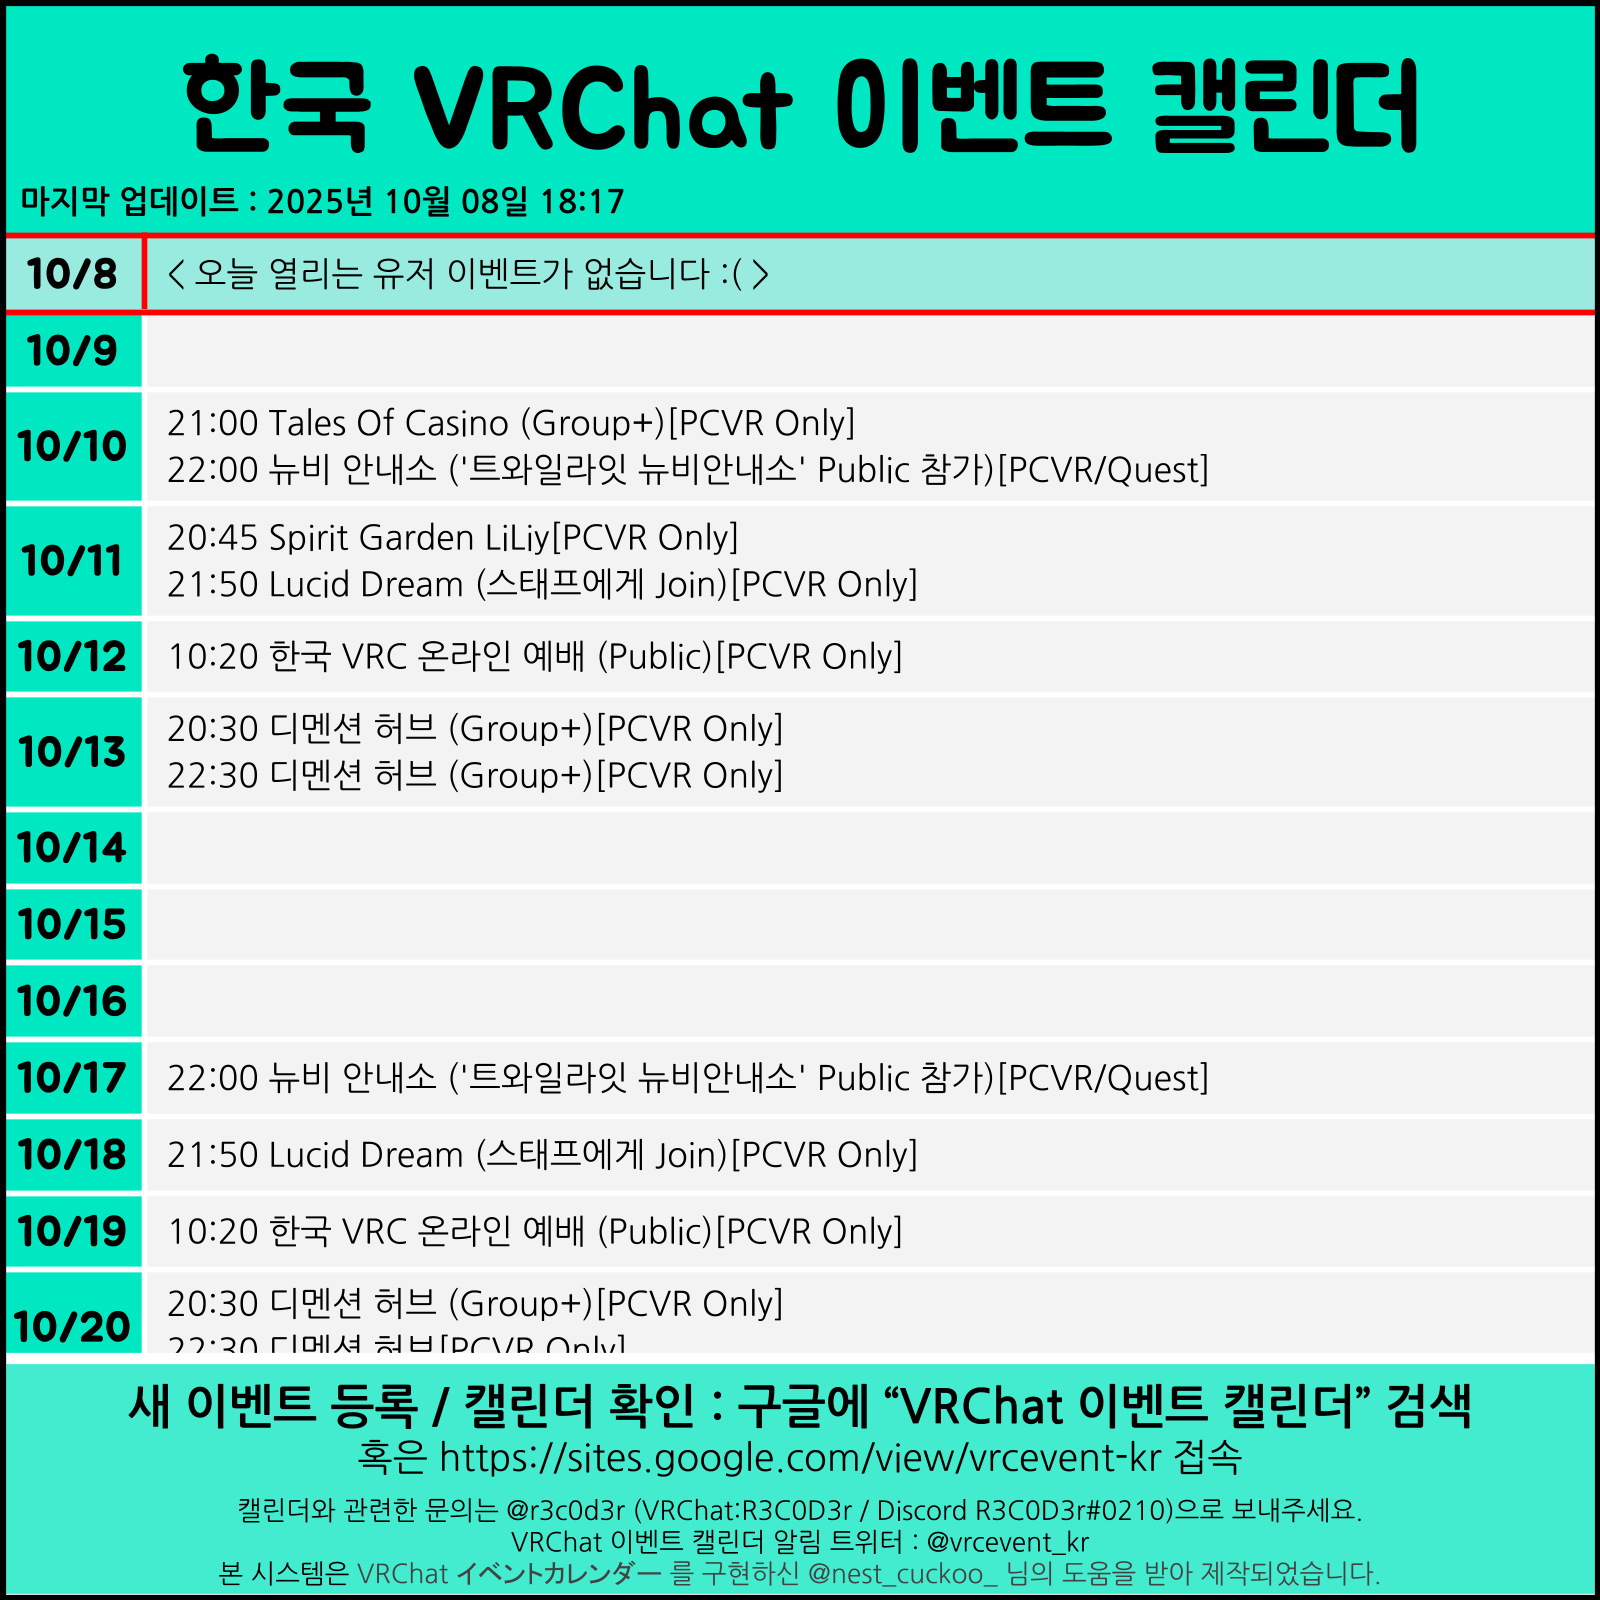 한국 VRChat 이벤트 캘린더
마지막 업데이트 : 2025년 10월 08일 18:17
10/8
< 오늘 열리는 유저 이벤트가 없습니다 :( >
10/9
10/10
21:00 Tales Of Casino (Group+)[PCVR Only]
22:00 뉴비 안내소 ('트와일라잇 뉴비안내소' Public 참가)[PCVR/Quest]
10/11
20:45 Spirit Garden LiLiy[PCVR Only]
21:50 Lucid Dream (스태프에게 Join)[PCVR Only]
10/12
10:20 한국 VRC 온라인 예배 (Public)[PCVR Only]
10/13
20:30 디멘션 허브 (Group+)[PCVR Only]
22:30 디멘션 허브 (Group+)[PCVR Only]
10/14
10/15
10/16
10/17
22:00 뉴비 안내소 ('트와일라잇 뉴비안내소' Public 참가)[PCVR/Quest]
10/18
21:50 Lucid Dream (스태프에게 Join)[PCVR Only]
10/19
10:20 한국 VRC 온라인 예배 (Public)[PCVR Only]
10/20
20:30 디멘션 허브 (Group+)[PCVR Only]
22:30 디멘션 허브[PCVR Only]
새 이벤트 등록 / 캘린더 확인 : 구글에 “VRChat 이벤트 캘린더” 검색
혹은 https://sites.google.com/view/vrcevent-kr 접속
캘린더와 관련한 문의는 @r3c0d3r (VRChat:R3C0D3r / Discord R3C0D3r#0210)으로 보내주세요.
VRChat 이벤트 캘린더 알림 트위터 : @vrcevent_kr
본 시스템은 VRChat イベントカレンダー 를 구현하신 @nest_cuckoo_ 님의 도움을 받아 제작되었습니다.